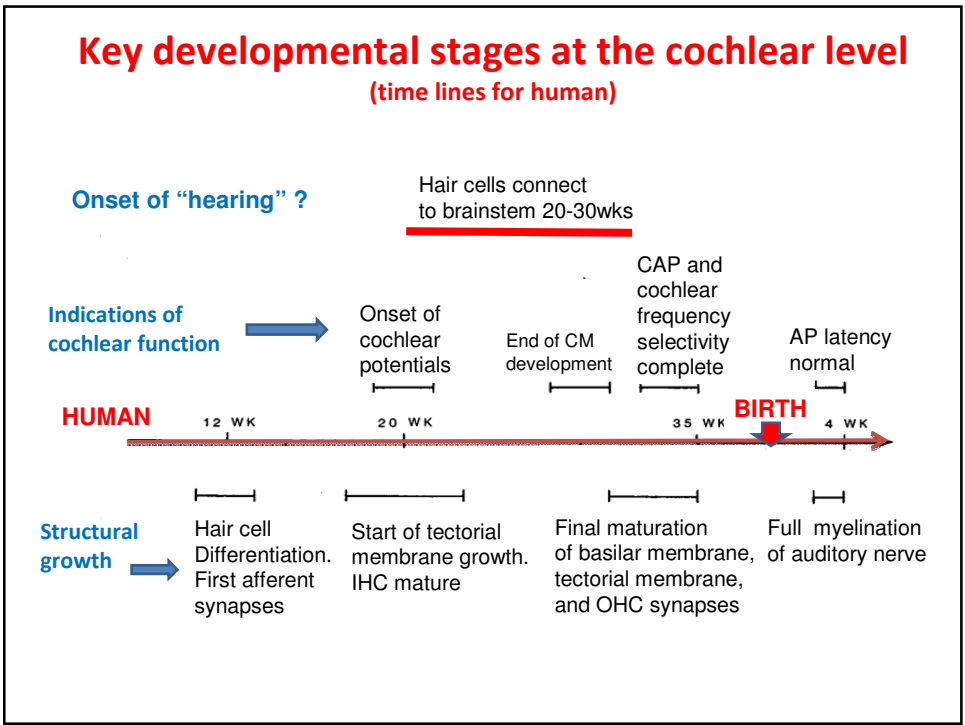 Key developmental stages at the cochlear level
(time lines for human)
Onset of “hearing” ?
Hair cells connect
to brainstem 20-30wks
Indications of
cochlear function
Onset of
cochlear
potentials
End of CM
development
CAP and
cochlear
frequency
selectivity
complete
AP latency
normal
HUMAN
12 WK
20 WK
35 WK
BIRTH
4 WK
Structural
growth
Hair cell
Differentiation.
First afferent
synapses
Start of tectorial
membrane growth.
IHC mature
Final maturation
of basilar membrane,
tectorial membrane,
and OHC synapses
Full myelination
of auditory nerve